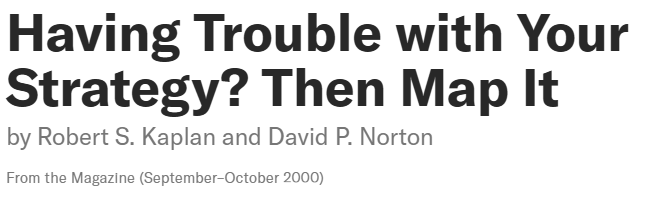 Having Trouble with Your
Strategy? Then Map It
by Robert S. Kaplan and David P. Norton
From the Magazine (September–October 2000)